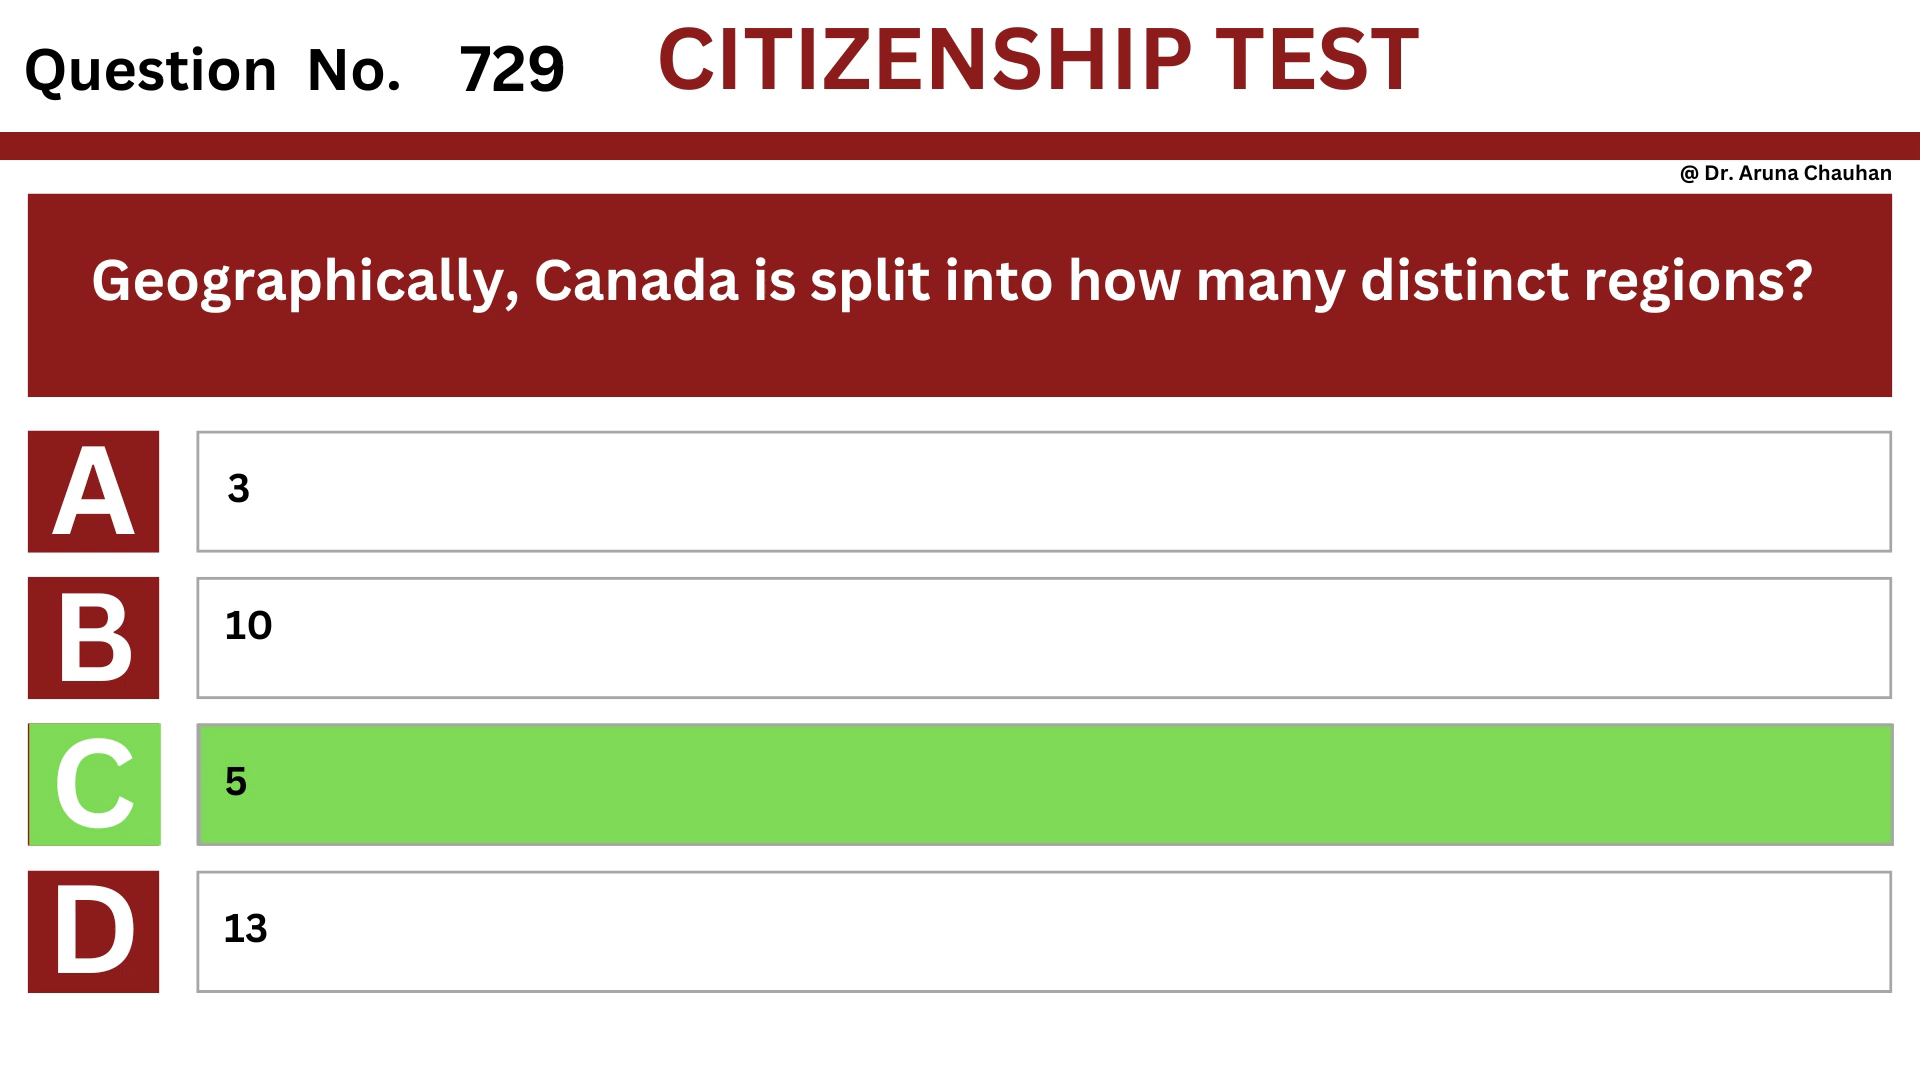 Question No. 729
CITIZENSHIP TEST
@ Dr. Aruna Chauhan
Geographically, Canada is split into how many distinct regions?
A 3
B 10
C 5
D 13